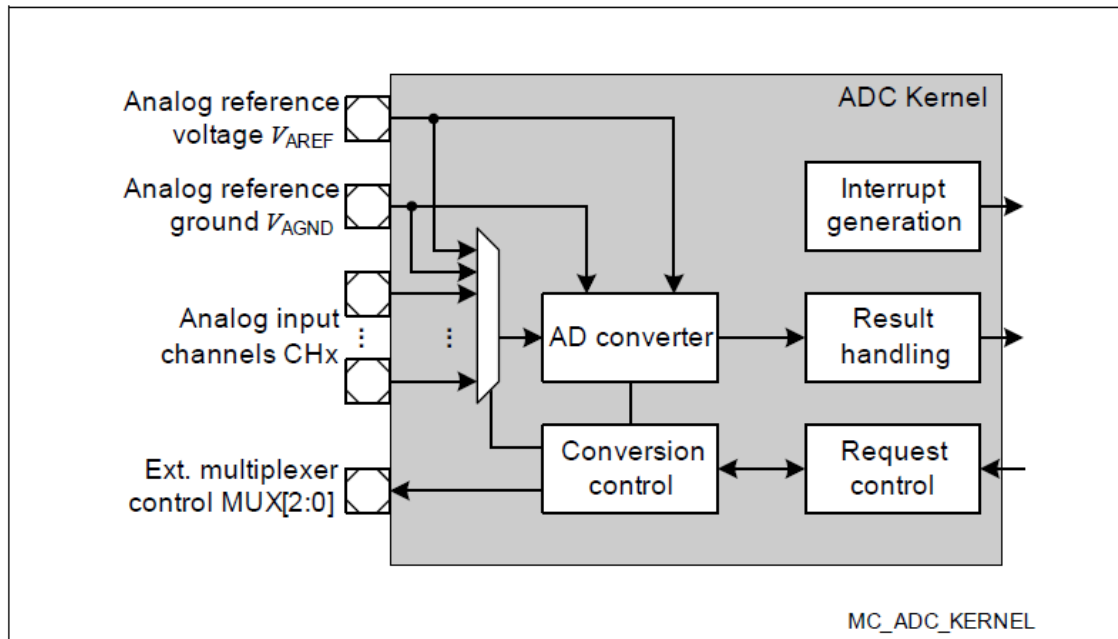 ADC Kernel
Analog reference
voltage VAREF
Analog reference
ground VAGND
Interrupt
generation
Analog input
channels CHx
AD converter
Result
handling
Ext. multiplexer
control MUX[2:0]
Conversion
control
Request
control
MC_ADC_KERNEL